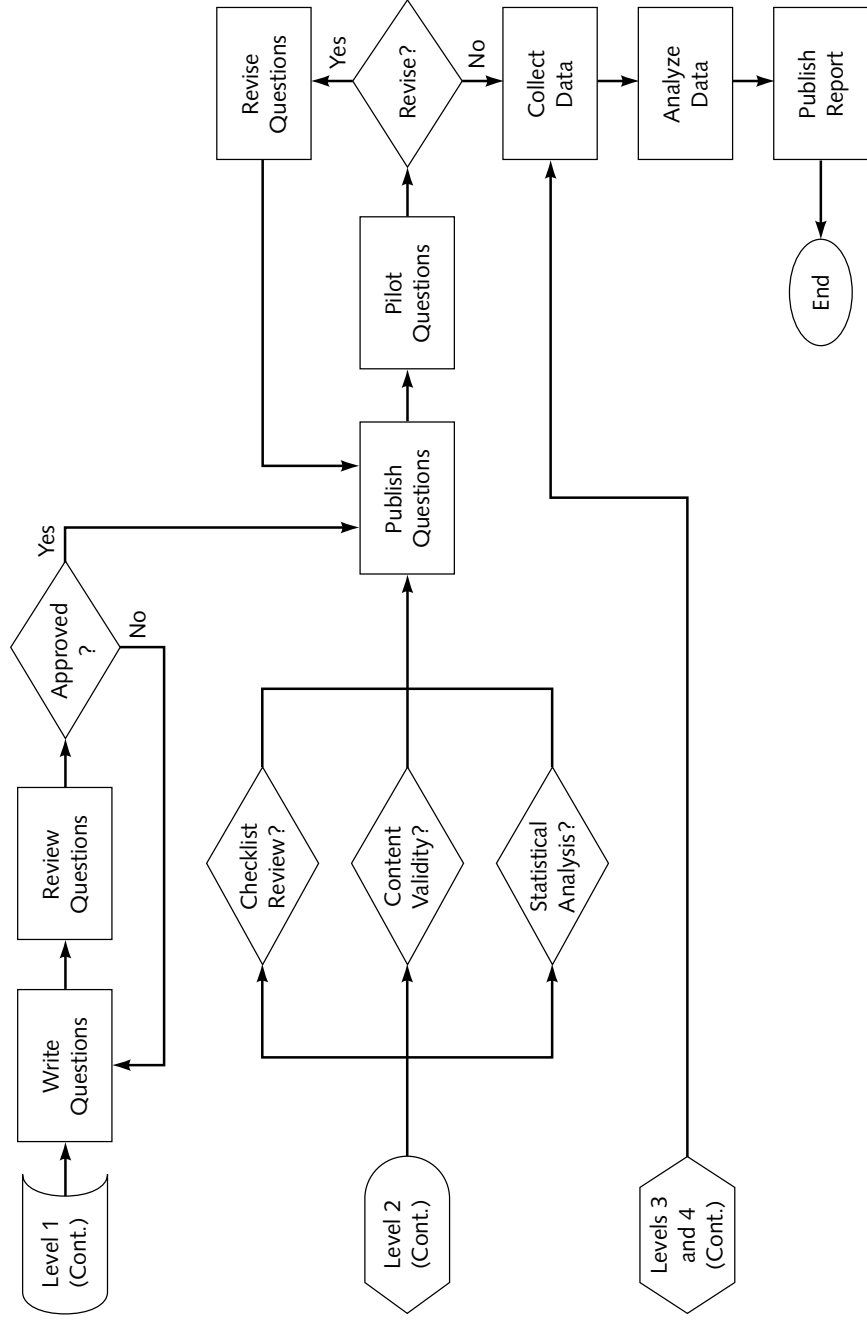 Level 1
(Cont.)
Write
Questions
Review
Questions
Approved
?
Yes
No
Level 2
(Cont.)
Checklist
Review?
Content
Validity?
Statistical
Analysis?
Publish
Questions
Pilot
Questions
Revise?
Yes
No
Revise
Questions
Levels 3
and 4
(Cont.)
Collect
Data
Analyze
Data
Publish
Report
End